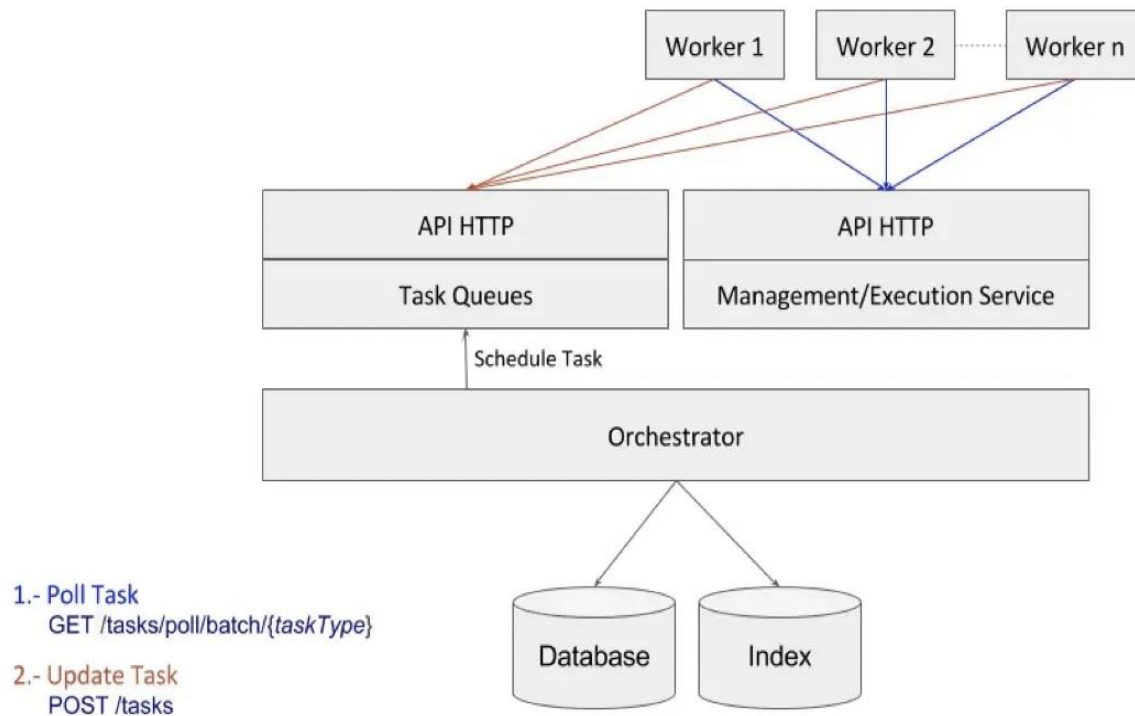 Worker 1
Worker 2
Worker n
API HTTP
API HTTP
Task Queues
Management/Execution Service
Schedule Task
Orchestrator
Database
Index
1.- Poll Task
GET /tasks/poll/batch/{taskType}
2.- Update Task
POST /tasks